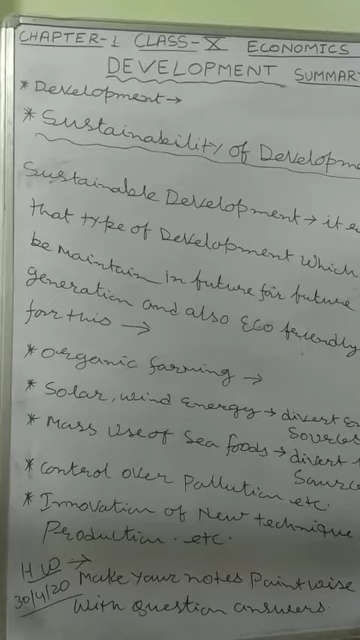 CHAPTER-1 CLASS-X ECONOMICS
DEVELOPMENT SUMMAR
* Development →
* Sustainability of Developme
Sustainable Development → it e
that type of Development which
be Maintain in future for future
generation and also Eco friendly
for this →
* Organic farming →
* Solar, wind Energy → divert En
Sources
* Mass Use of Sea foods → divert
Source
* Control over Pollution etc.
* Innovation of New technique
Production. etc.
H.W →
30/4/20 Make your notes Pointwise
with question answers.